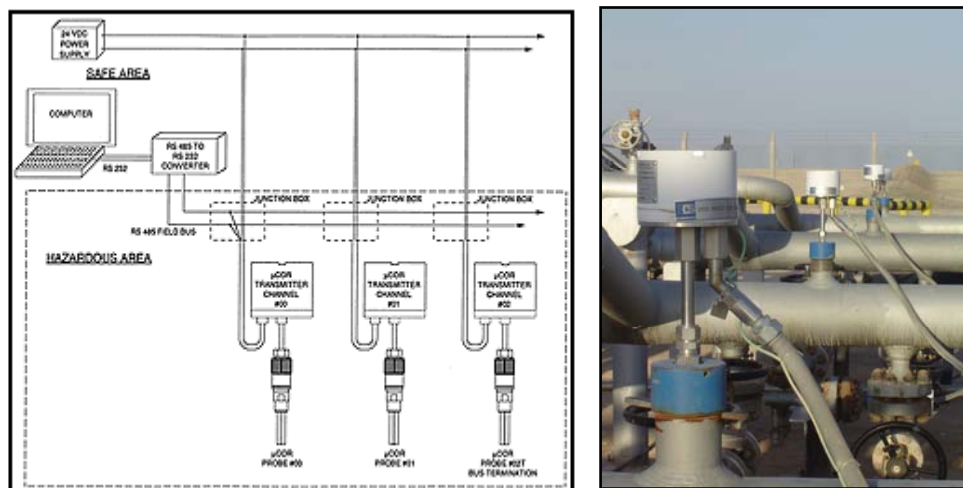 24 VDC
POWER
SUPPLY
SAFE AREA
COMPUTER
RS 232
RS 485 TO
RS 232
CONVERTER
JUNCTION BOX
JUNCTION BOX
JUNCTION BOX
RS 485 FIELD BUS
HAZARDOUS AREA
µCOR
TRANSMITTER
CHANNEL
#00
µCOR
TRANSMITTER
CHANNEL
#01
µCOR
TRANSMITTER
CHANNEL
#02
µCOR
PROBE #00
µCOR
PROBE #01
µCOR
PROBE #02T
BUS TERMINATION